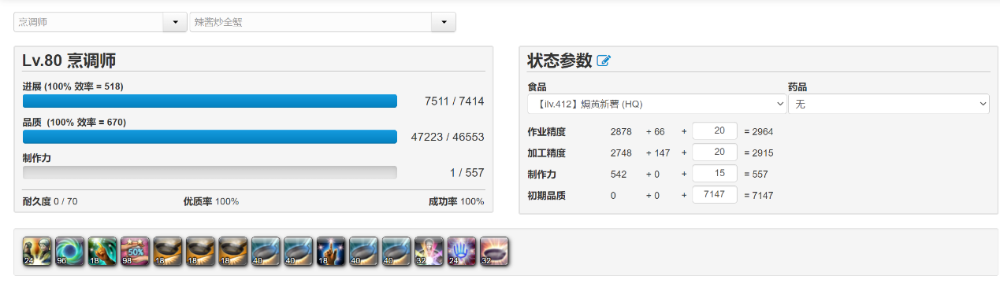 烹调师 辣酱炒全蟹
Lv.80 烹调师
进展 (100% 效率 = 518)
7511 / 7414
品质 (100% 效率 = 670)
47223 / 46553
制作力
1 / 557
耐久度 0 / 70 优质率 100% 成功率 100%
状态参数
食品 药品
【ilv.412】焗黄新薯 (HQ) 无
作业精度 2878 + 66 + 20 = 2964
加工精度 2748 + 147 + 20 = 2915
制作力 542 + 0 + 15 = 557
初期品质 0 + 0 + 7147 = 7147
24 96 18 98 50% 18 18 18 40 40 18 40 40 32 24 32